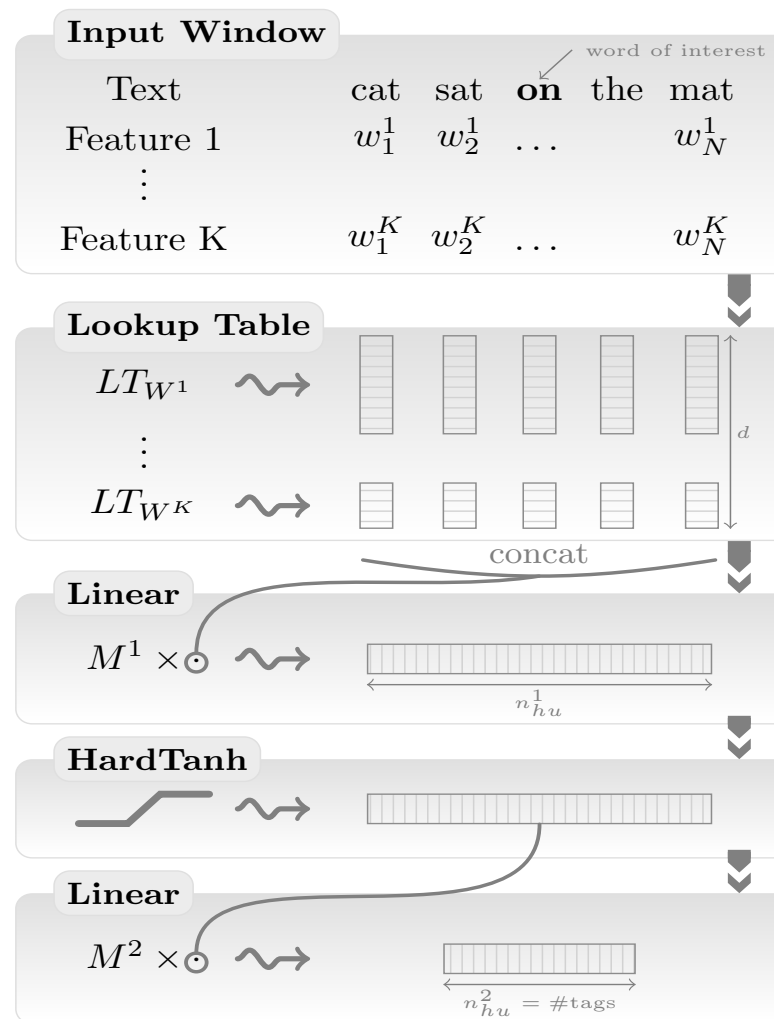 Input Window
word of interest
Text cat sat on the mat
Feature 1 w_1^1 w_2^1 . . . w_N^1
⋮
Feature K w_1^K w_2^K . . . w_N^K
Lookup Table
LT_{W^1}
d
⋮
LT_{W^K}
concat
Linear
M^1 × ⊙
n_{hu}^1
HardTanh
Linear
M^2 × ⊙
n_{hu}^2 = #tags